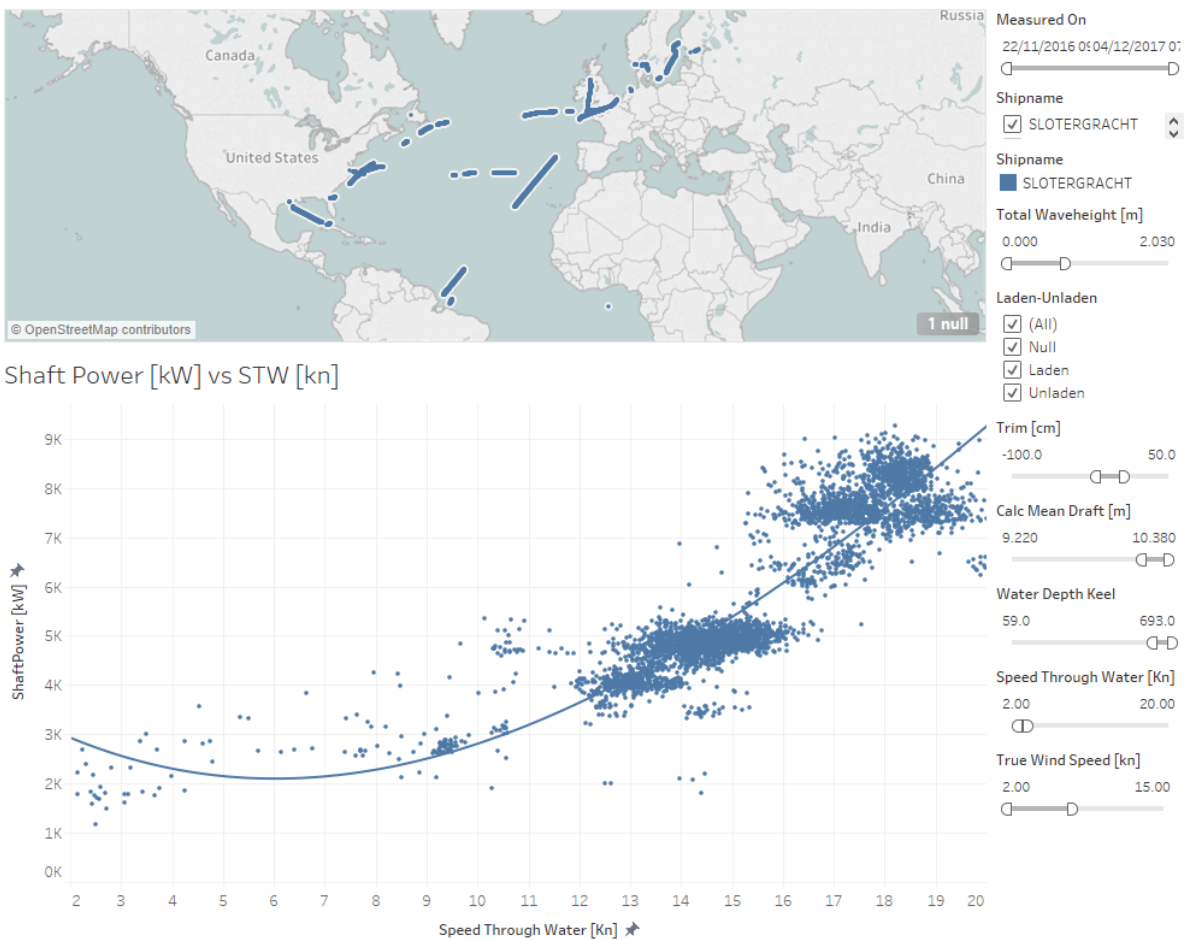 Russia
Canada
United States
China
India
© OpenStreetMap contributors
1 null
Measured On
22/11/2016 09
04/12/2017 07:
Shipname
SLOTERGRACHT
Shipname
SLOTERGRACHT
Total Waveheight [m]
0.000 2.030
Laden-Unladen
(All)
Null
Laden
Unladen
Trim [cm]
-100.0 50.0
Calc Mean Draft [m]
9.220 10.380
Water Depth Keel
59.0 693.0
Speed Through Water [Kn]
2.00 20.00
True Wind Speed [kn]
2.00 15.00
Shaft Power [kW] vs STW [kn]
9K
8K
7K
6K
5K
4K
3K
2K
1K
0K
ShaftPower [kW]
2 3 4 5 6 7 8 9 10 11 12 13 14 15 16 17 18 19 20
Speed Through Water [Kn]